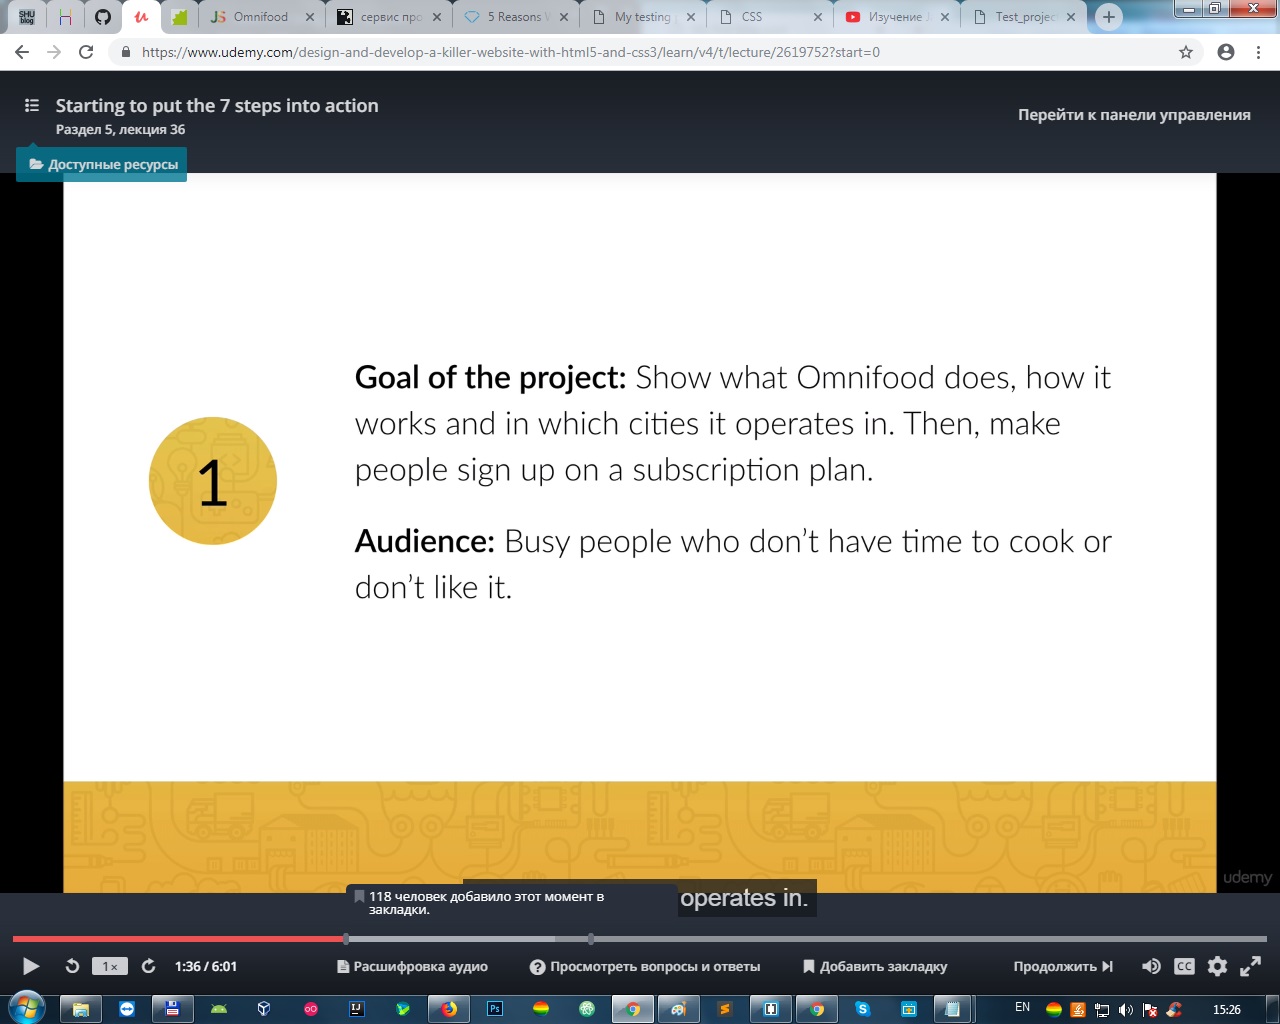 SHU
blog
Omnifood
сервис про
5 Reasons W
My testing
CSS
Изучение J
Test_projec
https://www.udemy.com/design-and-develop-a-killer-website-with-html5-and-css3/learn/v4/t/lecture/2619752?start=0
Starting to put the 7 steps into action
Раздел 5, лекция 36
Перейти к панели управления
Доступные ресурсы
Goal of the project: Show what Omnifood does, how it
works and in which cities it operates in. Then, make
people sign up on a subscription plan.
1
Audience: Busy people who don’t have time to cook or
don’t like it.
udemy
118 человек добавило этот момент в
закладки.
operates in.
1×
1:36 / 6:01
Расшифровка аудио
Просмотреть вопросы и ответы
Добавить закладку
Продолжить
CC
EN
15:26